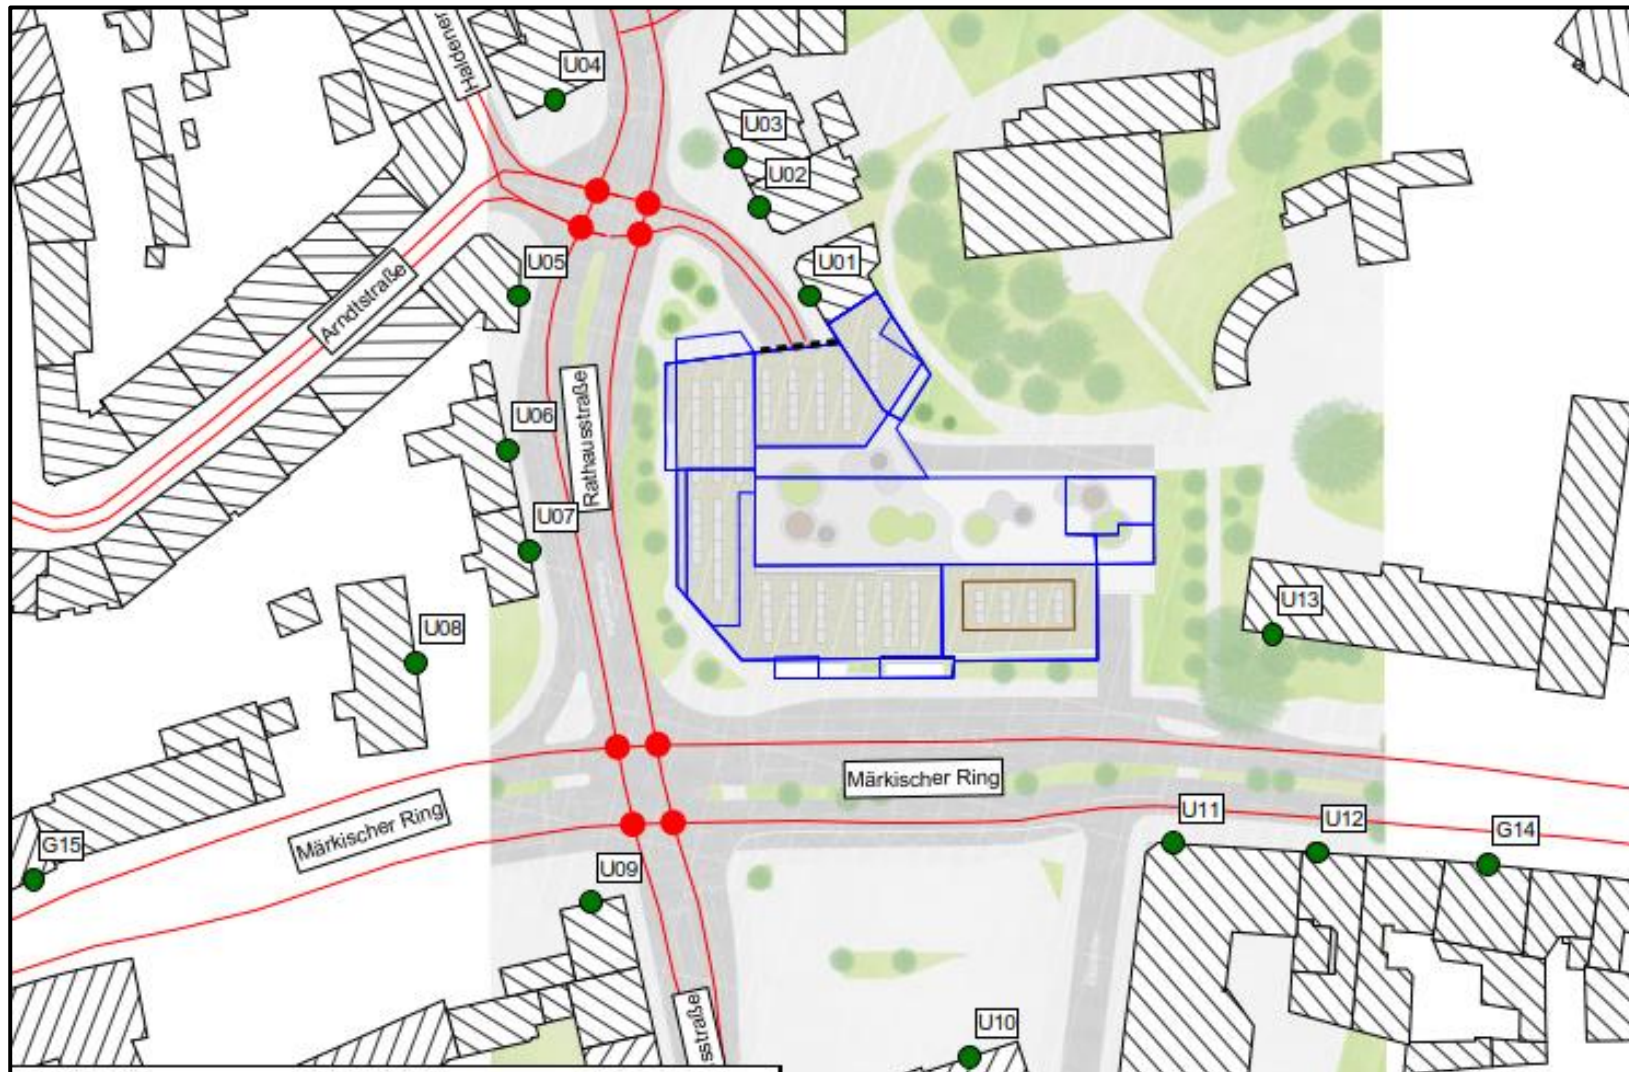 Haldener
U04
U03
U02
U05
U01
Arndtstraße
Rathausstraße
U06
U07
U08
U13
Märkischer Ring
Märkischer Ring
U11
U12
G14
G15
U09
U10
sstraße